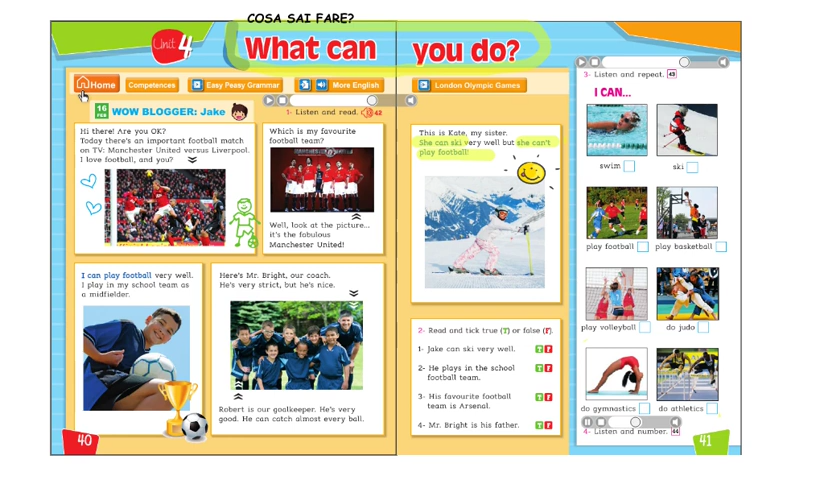 COSA SAI FARE?
Unit 4
What can you do?
Home
Competences
Easy Peasy Grammar
More English
London Olympic Games
16
FEB
WOW BLOGGER: Jake
1- Listen and read. 42
Hi there! Are you OK?
Today there's an important football match
on TV: Manchester United versus Liverpool.
I love football, and you?
Which is my favourite
football team?
Well, look at the picture...
it's the fobulous
Manchester United!
I can play football very well.
I play in my school team as
a midfielder.
Here's Mr. Bright, our coach.
He's very strict, but he's nice.
Robert is our goalkeeper. He's very
good. He can catch almost every ball.
40
This is Kate, my sister.
She can ski very well but she can't
play football!
2- Read and tick true (T) or false (F).
1- Jake can ski very well. T F
2- He plays in the school
football team. T F
3- His favourite football
team is Arsenal. T F
4- Mr. Bright is his father. T F
3- Listen and repeat. 43
I CAN...
swim
ski
play football
play basketball
play volleyball
do judo
do gymnastics
do athletics
4- Listen and number. 44
41